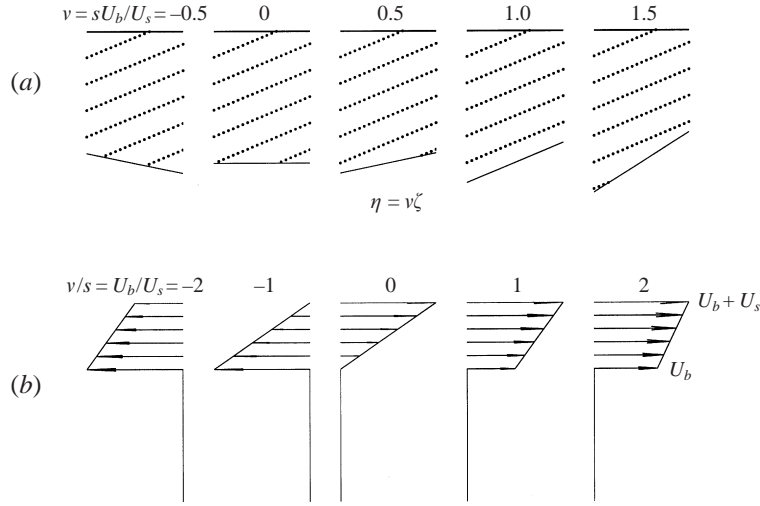 v = sU_b/U_s = –0.5 0 0.5 1.0 1.5
(a)
η = νζ
v/s = U_b/U_s = –2 –1 0 1 2
U_b + U_s
(b)
U_b